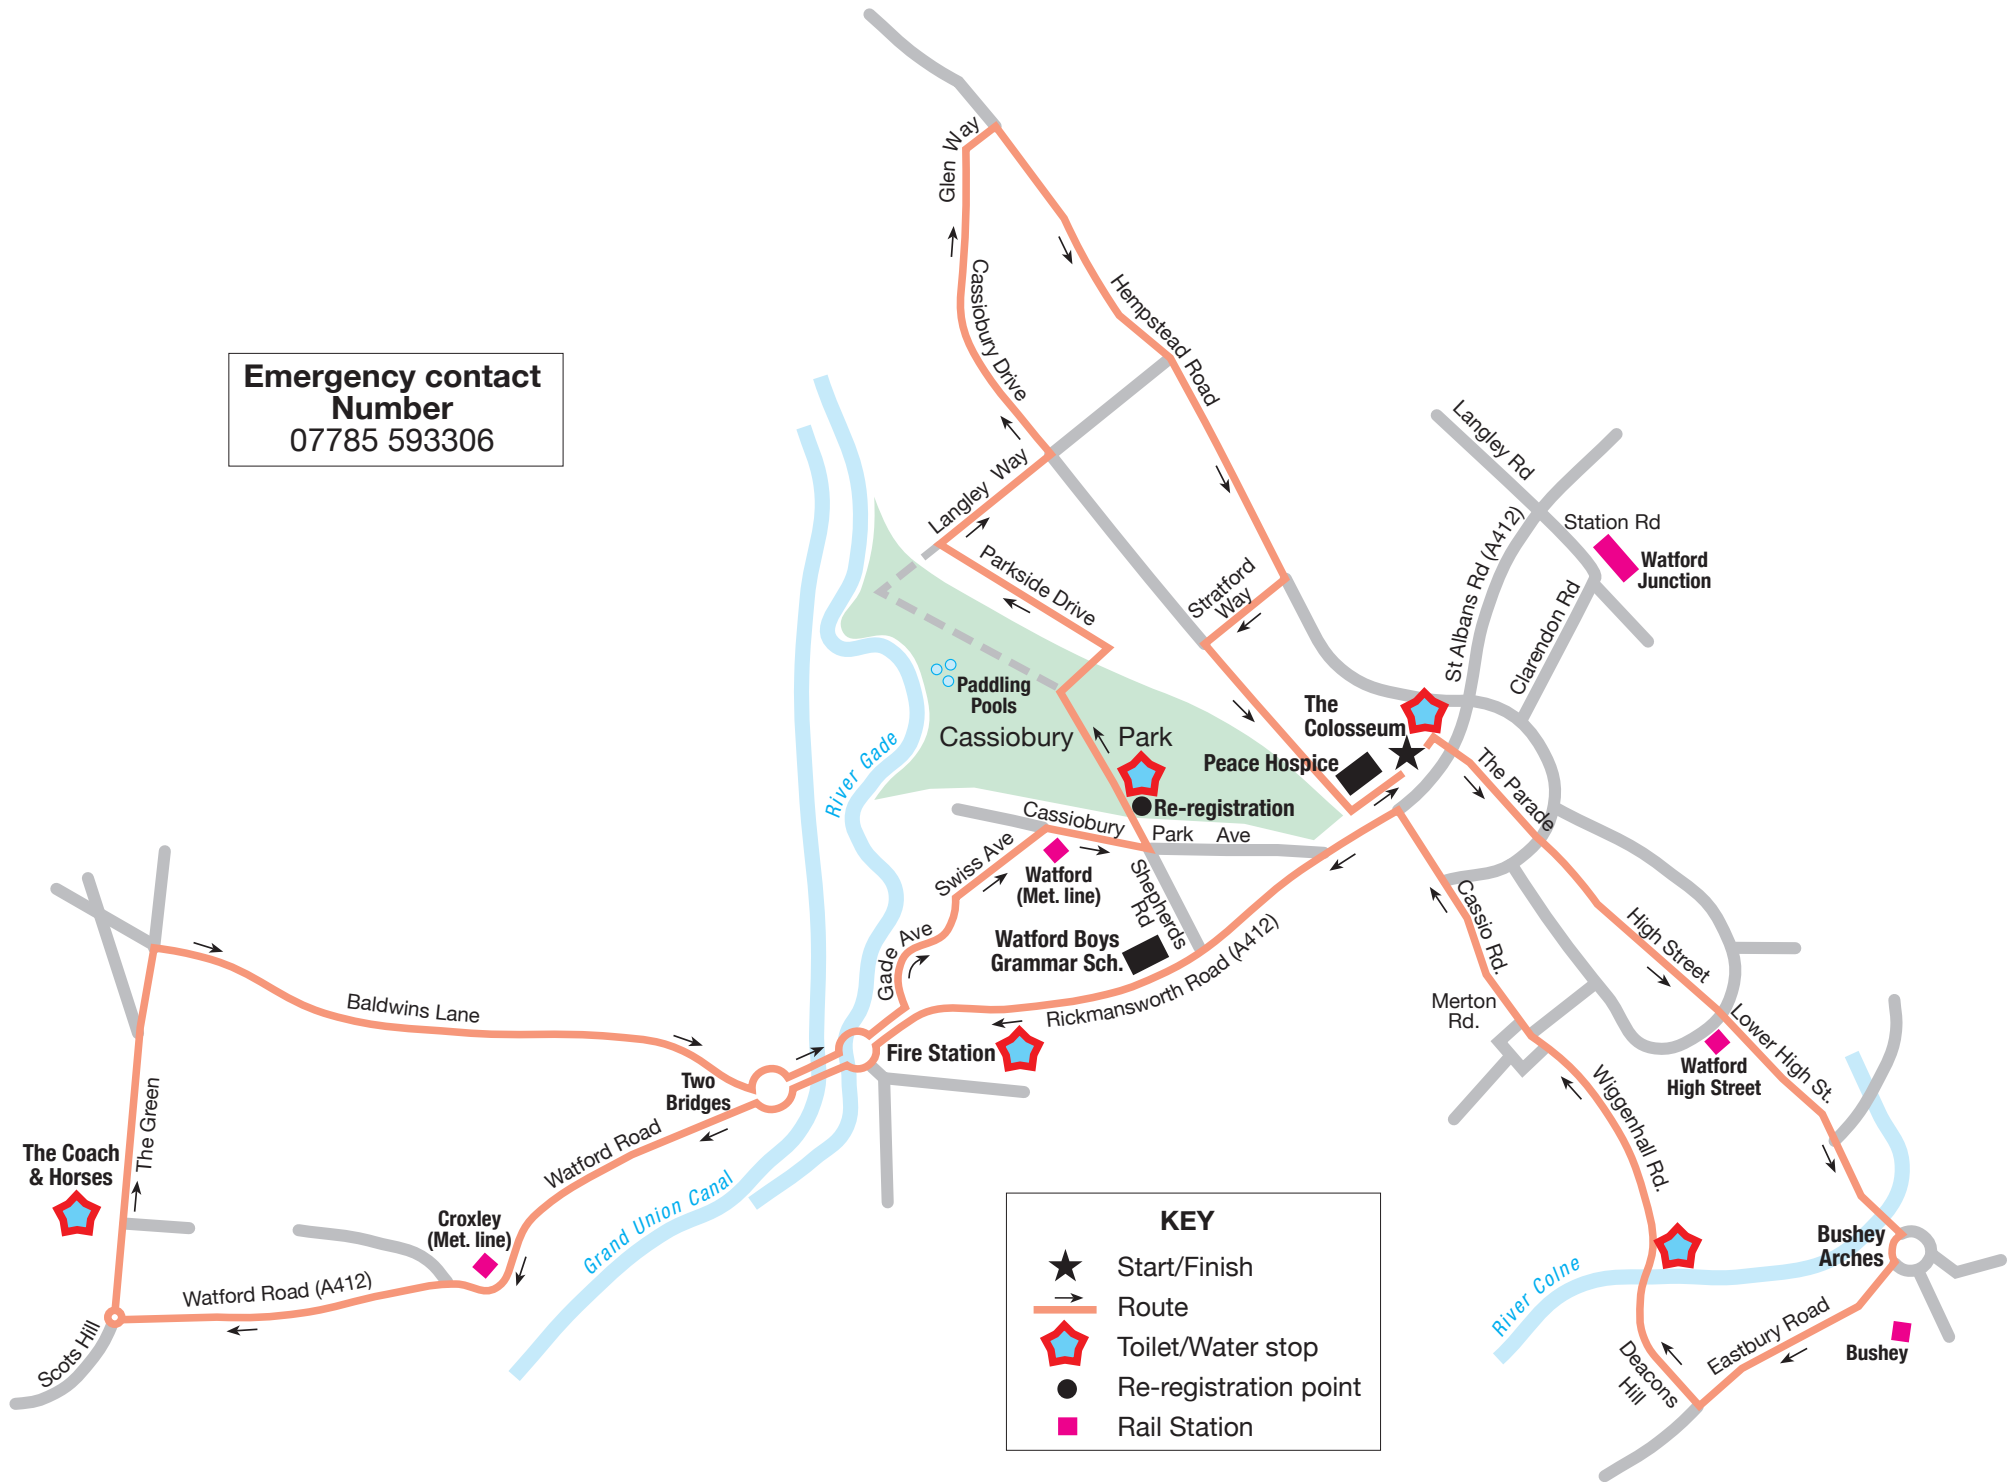 Glen Way
Cassiobury Drive
Hempstead Road
Emergency contact
Number
07785 593306
Langley Way
Langley Rd
Station Rd
Watford
Junction
St Albans Rd (A412)
Clarendon Rd
Parkside Drive
Stratford
Way
Paddling
Pools
Cassiobury Park
The
Colosseum
Peace Hospice
Re-registration
River Gade
The Parade
Cassiobury Park Ave
Swiss Ave
Watford
(Met. line)
Shepherds
Rd
Watford Boys
Grammar Sch.
Gade Ave
Rickmansworth Road (A412)
Cassio Rd.
High Street
Merton
Rd.
Lower High St.
Watford
High Street
Baldwins Lane
Fire Station
Two
Bridges
Watford Road
The Green
The Coach
& Horses
Croxley
(Met. line)
Grand Union Canal
Watford Road (A412)
Scots Hill
Wiggenhall Rd.
Bushey
Arches
River Colne
Eastbury Road
Bushey
Deacons
Hill
KEY
Start/Finish
Route
Toilet/Water stop
Re-registration point
Rail Station